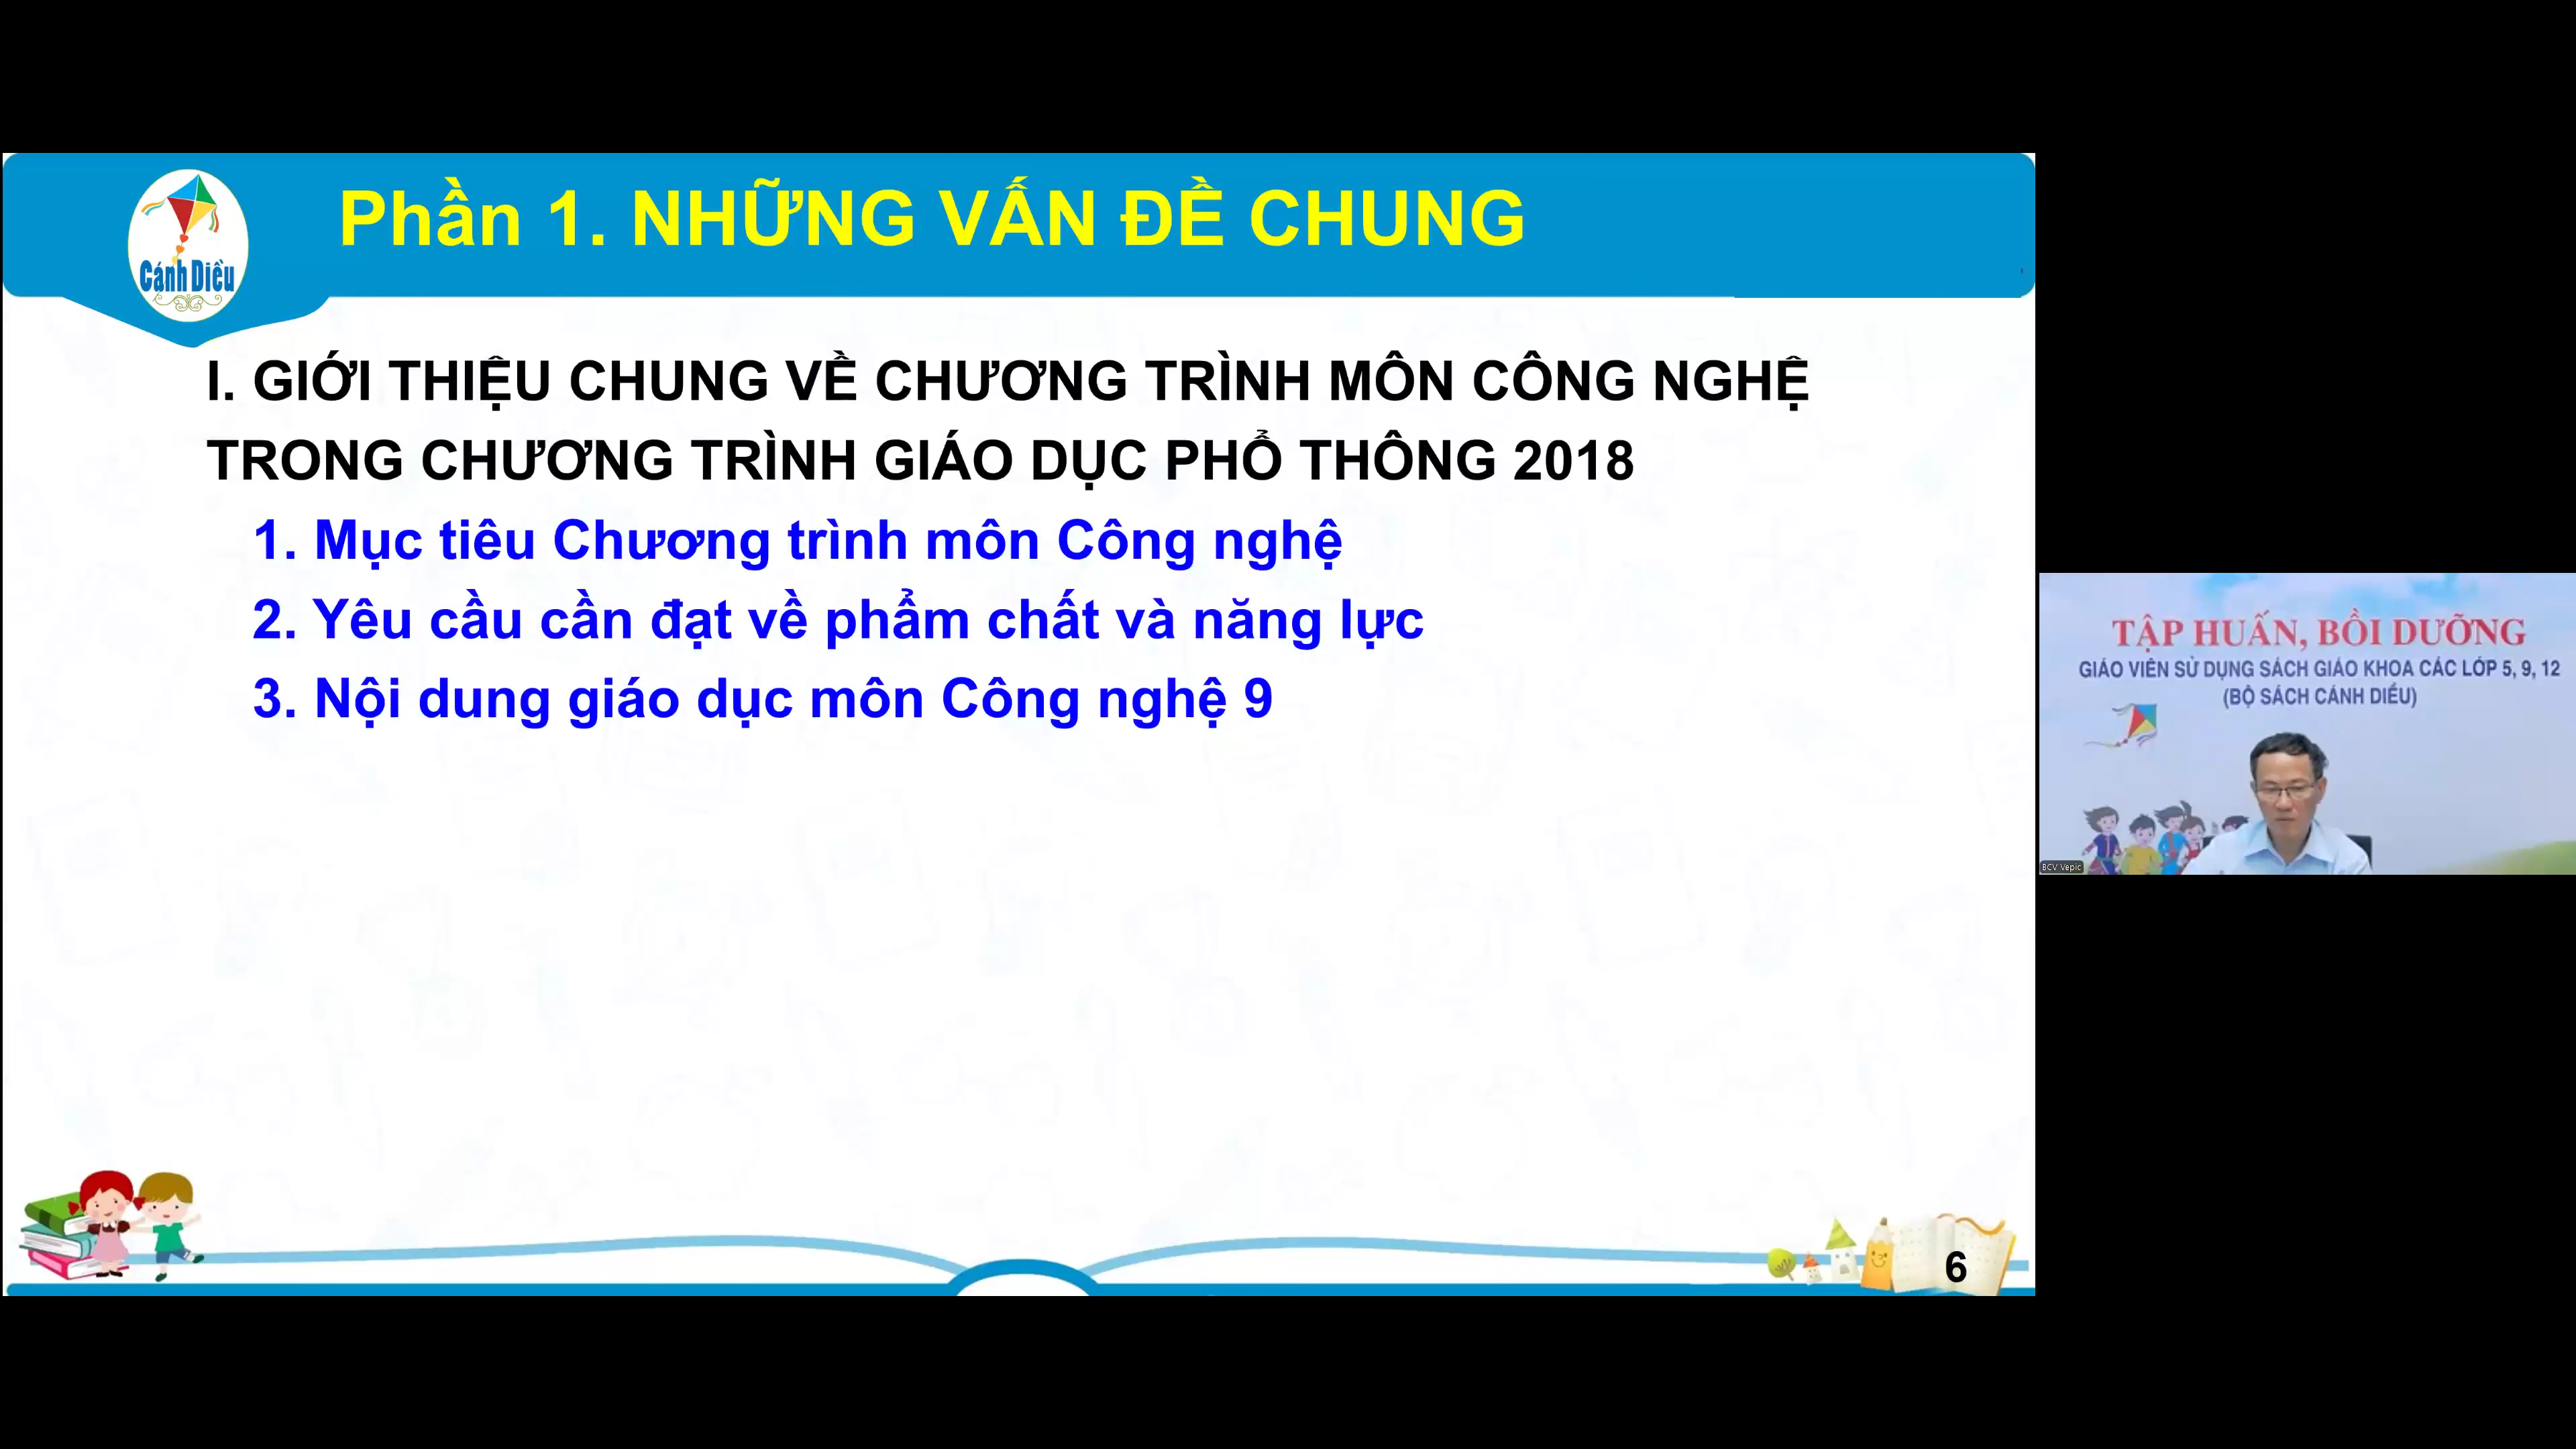 Cánh Diều
Phần 1. NHỮNG VẤN ĐỀ CHUNG
I. GIỚI THIỆU CHUNG VỀ CHƯƠNG TRÌNH MÔN CÔNG NGHỆ
TRONG CHƯƠNG TRÌNH GIÁO DỤC PHỔ THÔNG 2018
1. Mục tiêu Chương trình môn Công nghệ
2. Yêu cầu cần đạt về phẩm chất và năng lực
3. Nội dung giáo dục môn Công nghệ 9
6
TẬP HUẤN, BỒI DƯỠNG
GIÁO VIÊN SỬ DỤNG SÁCH GIÁO KHOA CÁC LỚP 5, 9, 12
(BỘ SÁCH CÁNH DIỀU)
BCV Vepic